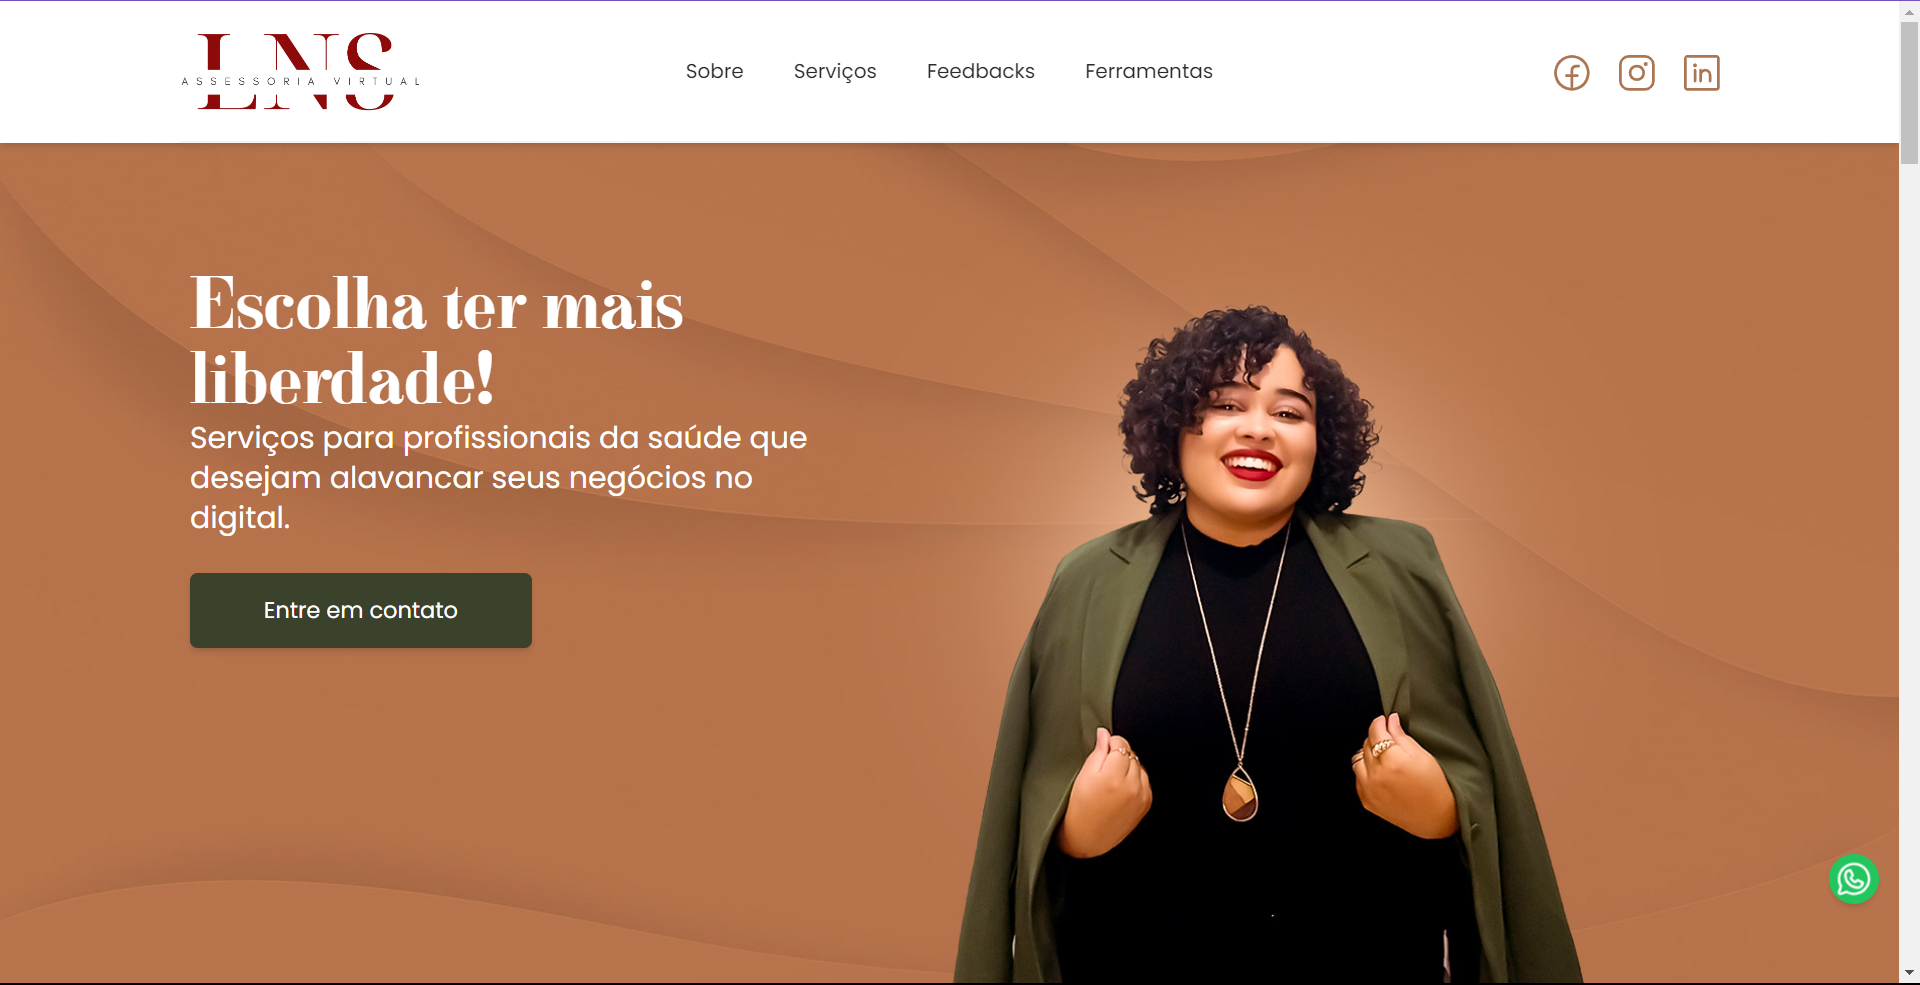 LNS
ASSESSORIA VIRTUAL
Sobre
Serviços
Feedbacks
Ferramentas
in
Escolha ter mais
liberdade!
Serviços para profissionais da saúde que
desejam alavancar seus negócios no
digital.
Entre em contato